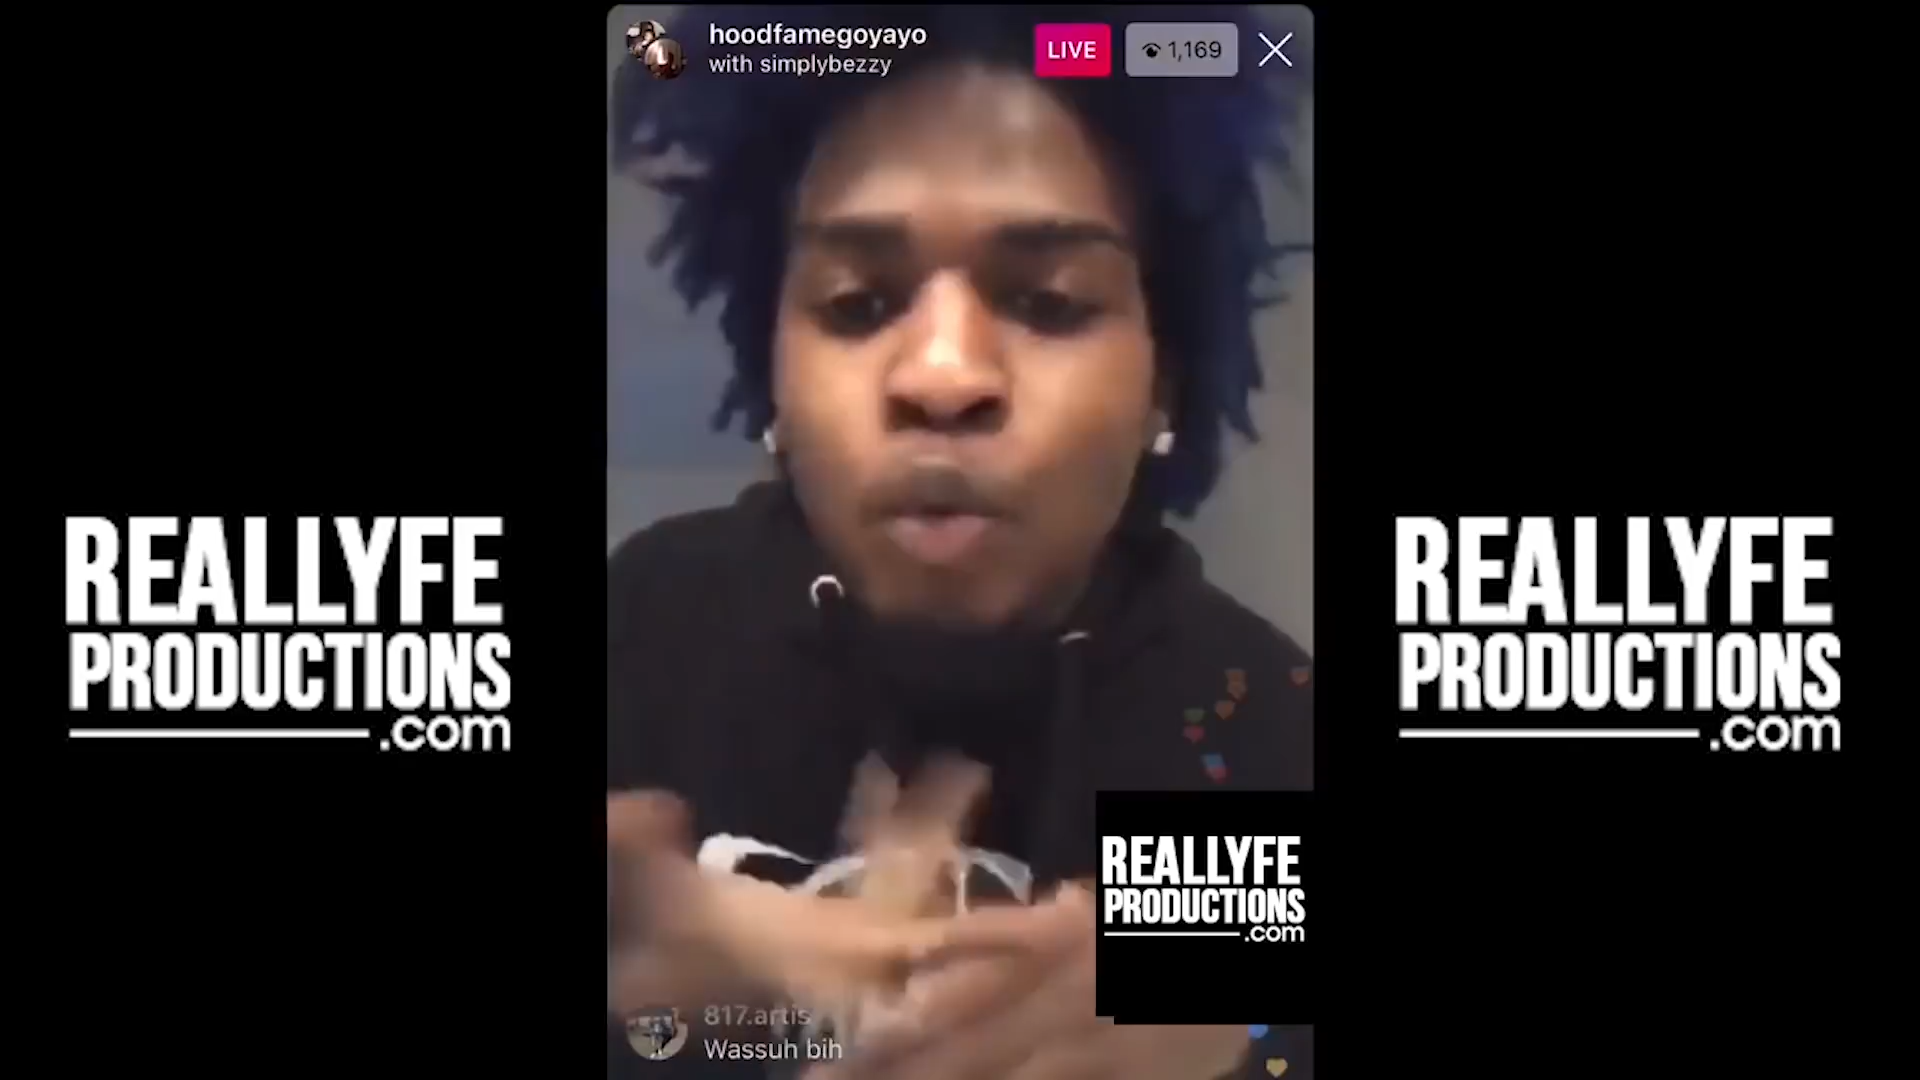 hoodfamegoyayo
with simplybezzy
LIVE
1,169
REALLYFE
PRODUCTIONS
.com
REALLYFE
PRODUCTIONS
.com
REALLYFE
PRODUCTIONS
.com
817.artis
Wassuh bih